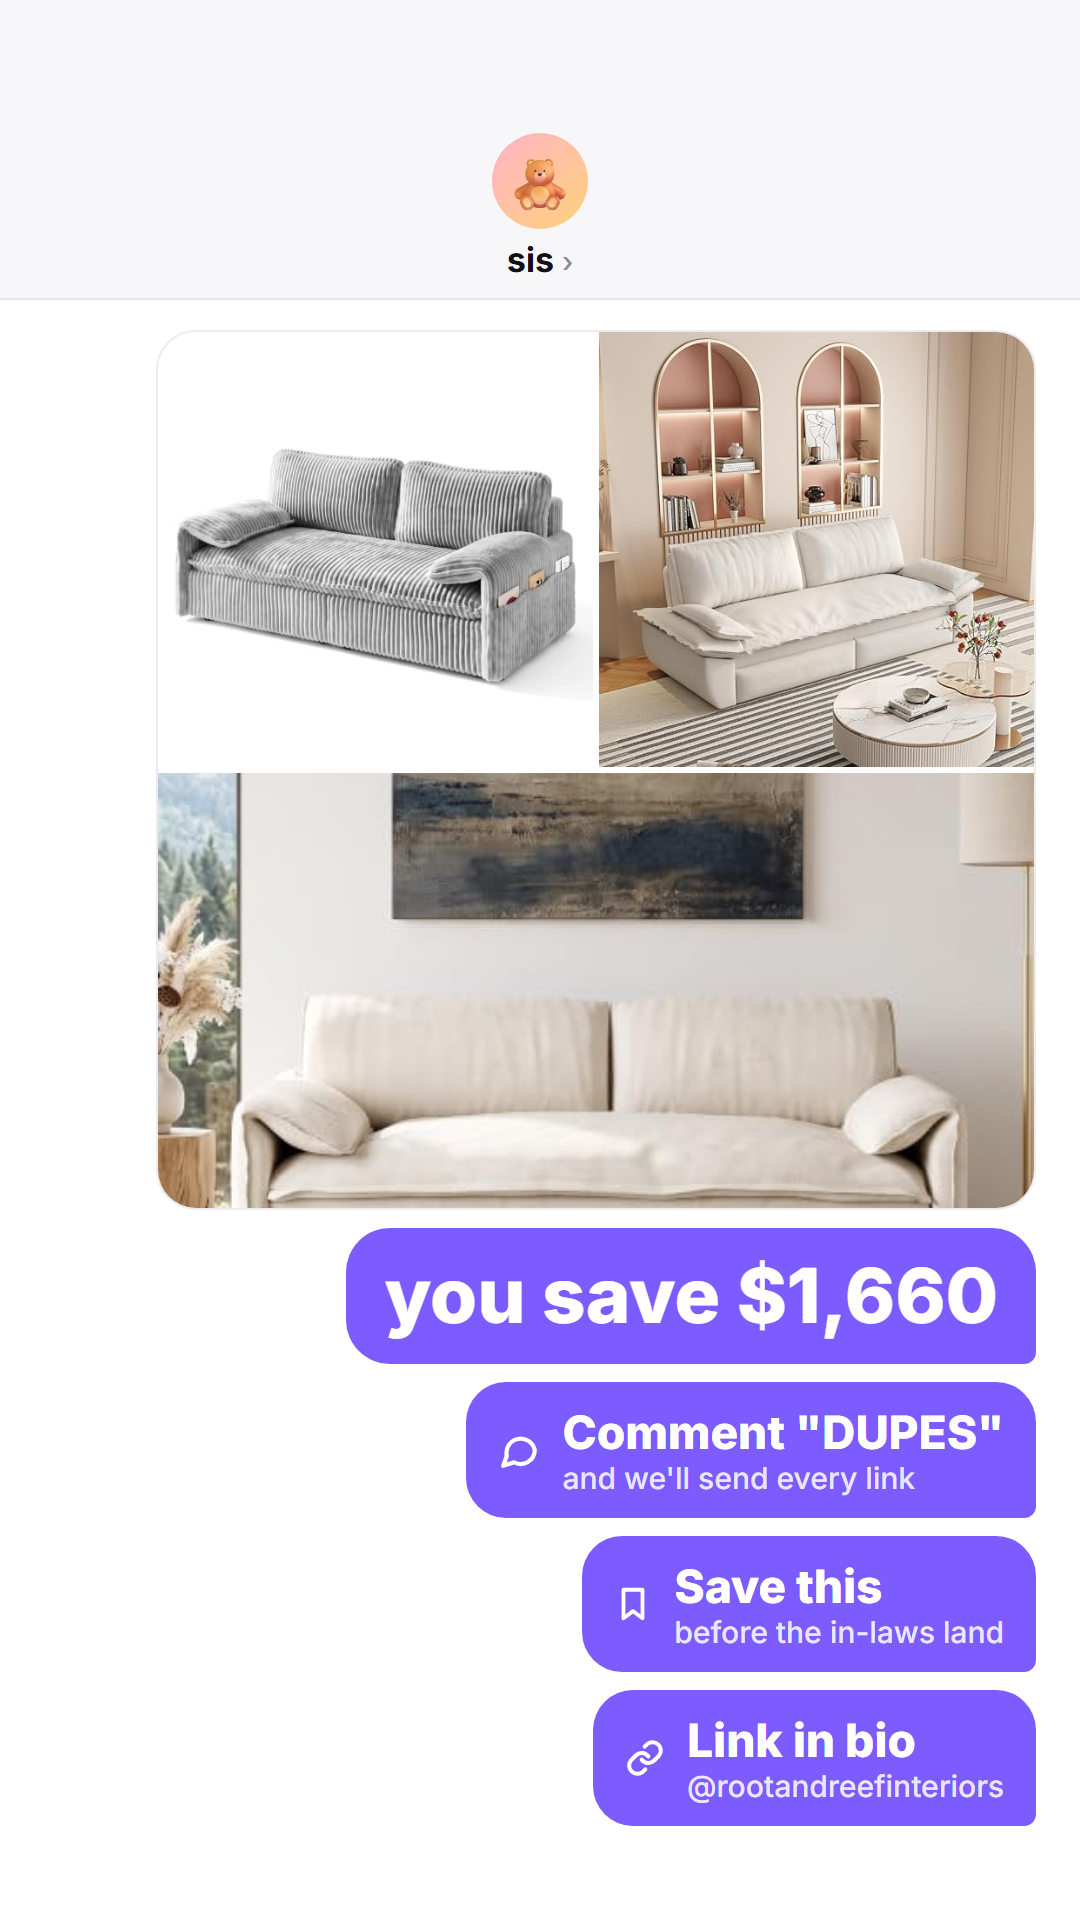 sis ›
you save $1,660
Comment "DUPES"
and we'll send every link
Save this
before the in-laws land
Link in bio
@rootandreefinteriors